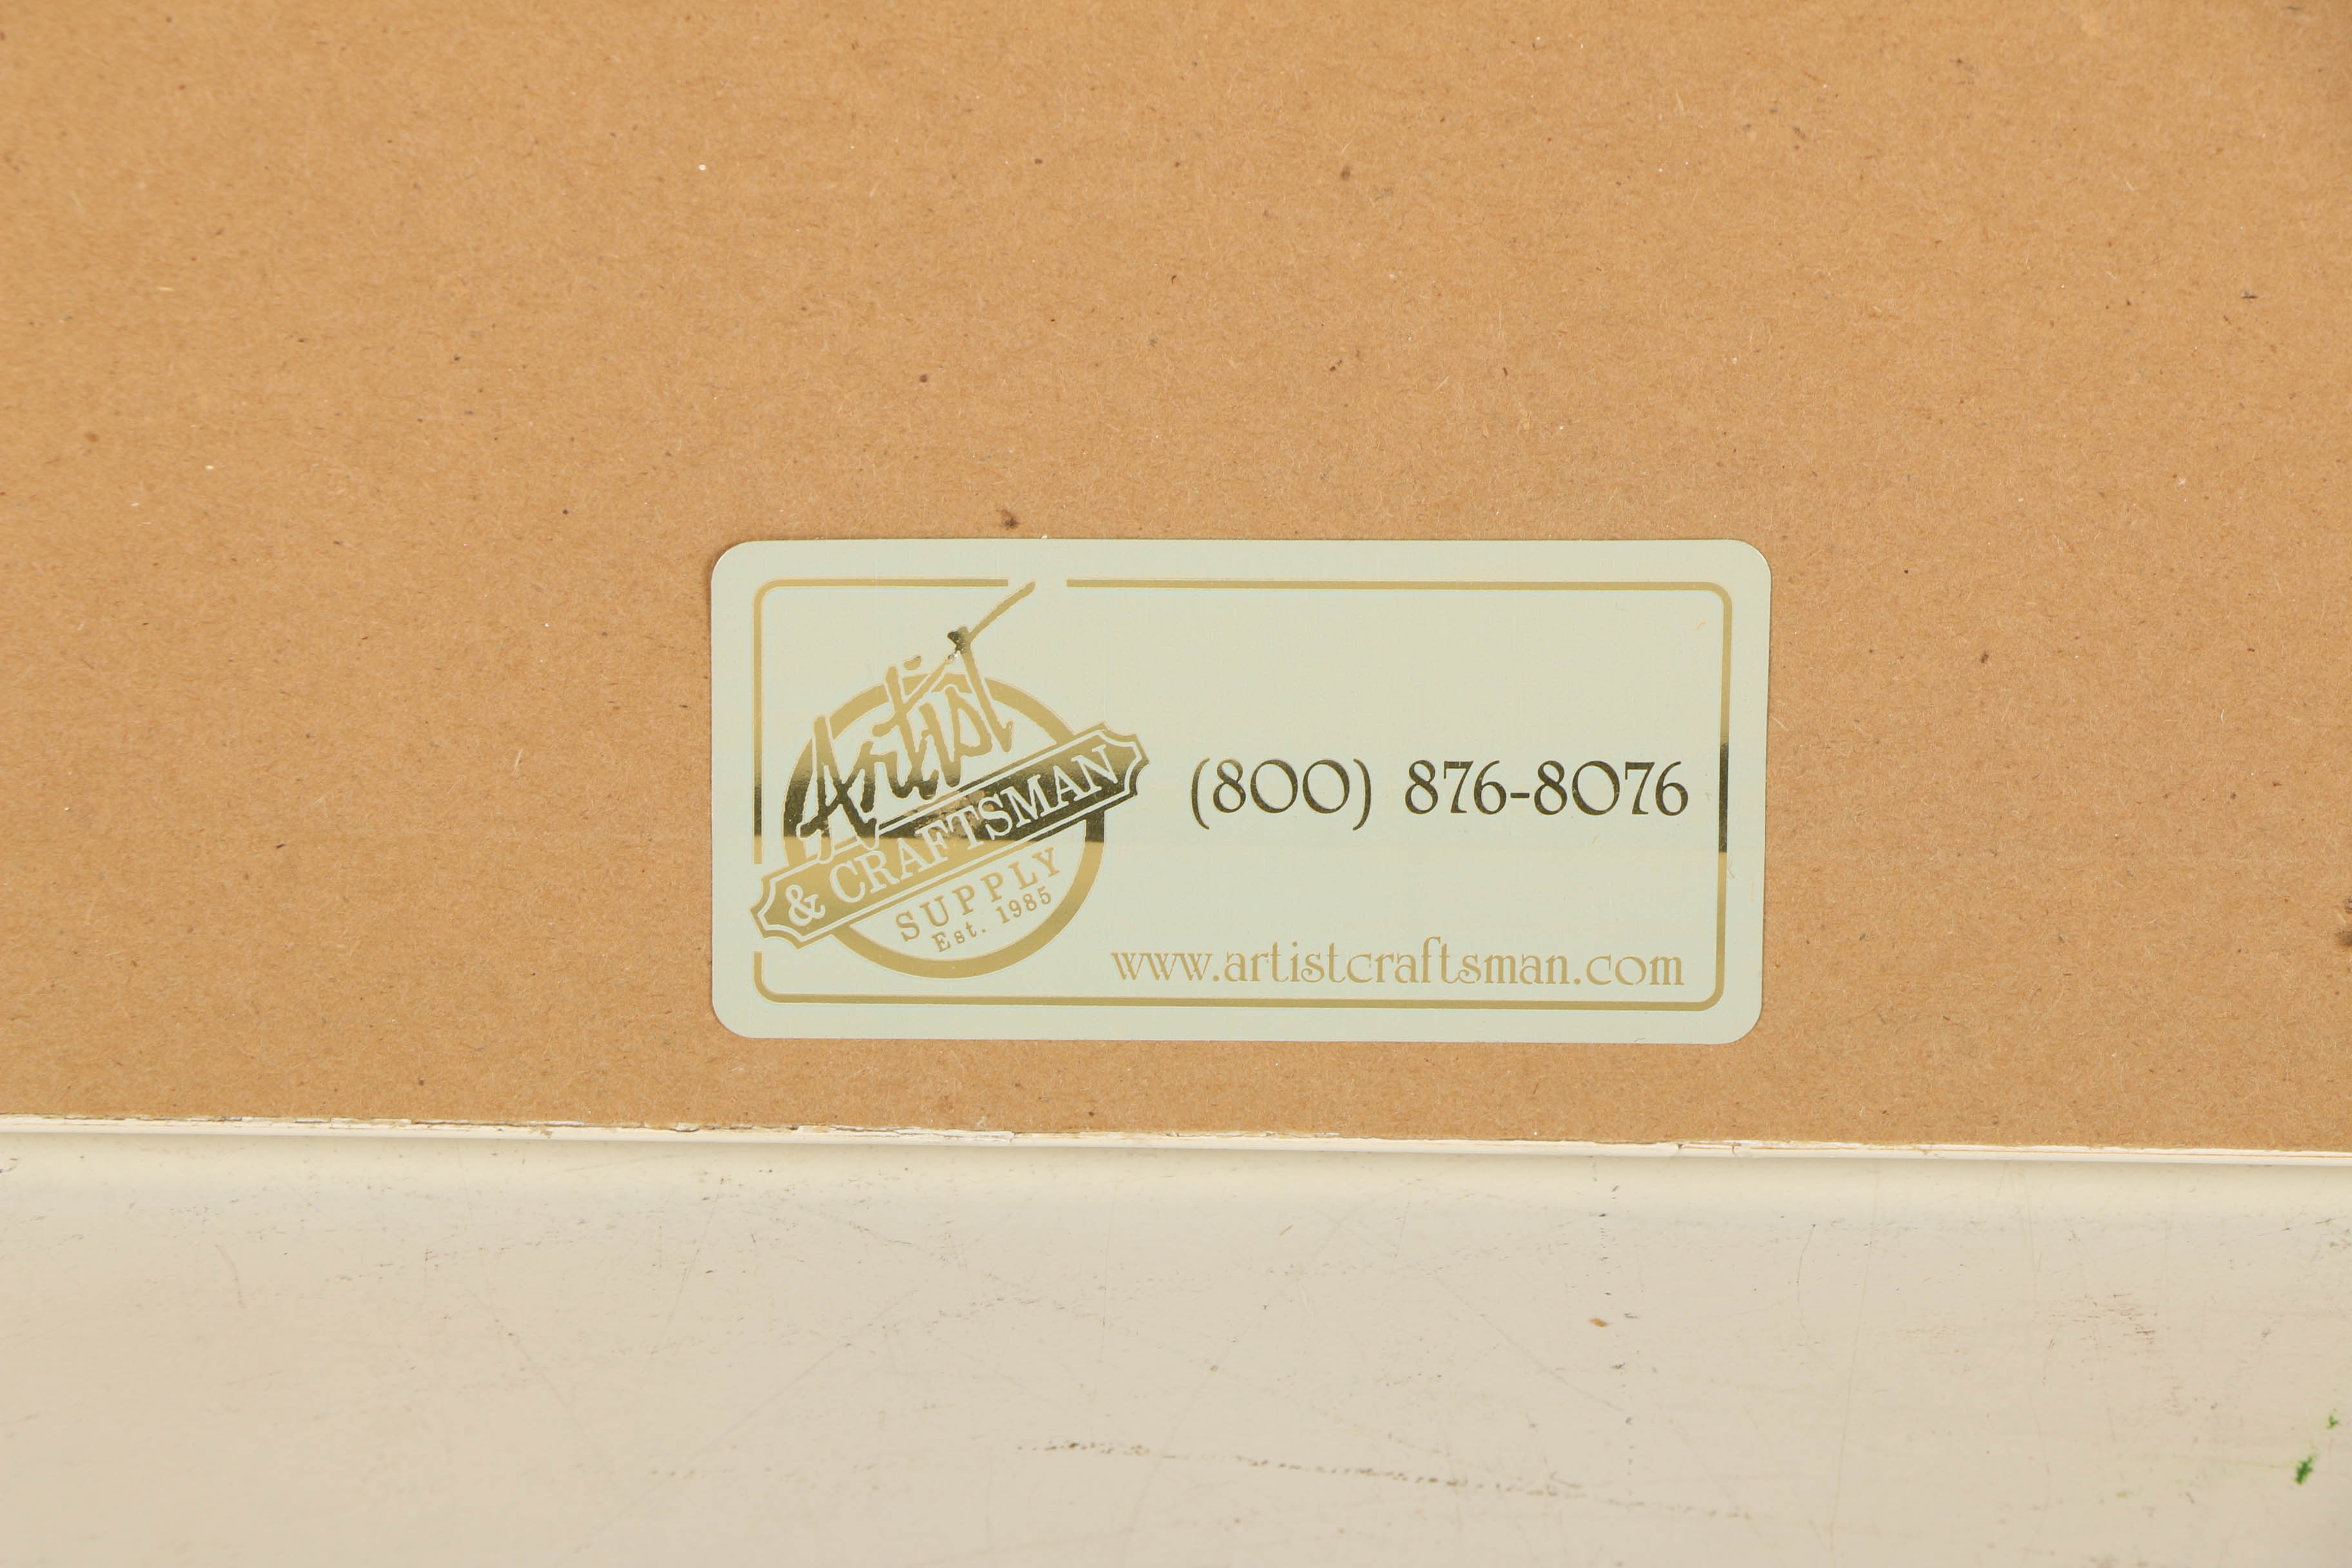 Artist
& CRAFTSMAN
SUPPLY
Est. 1985
(800) 876-8076
www.artistcraftsman.com